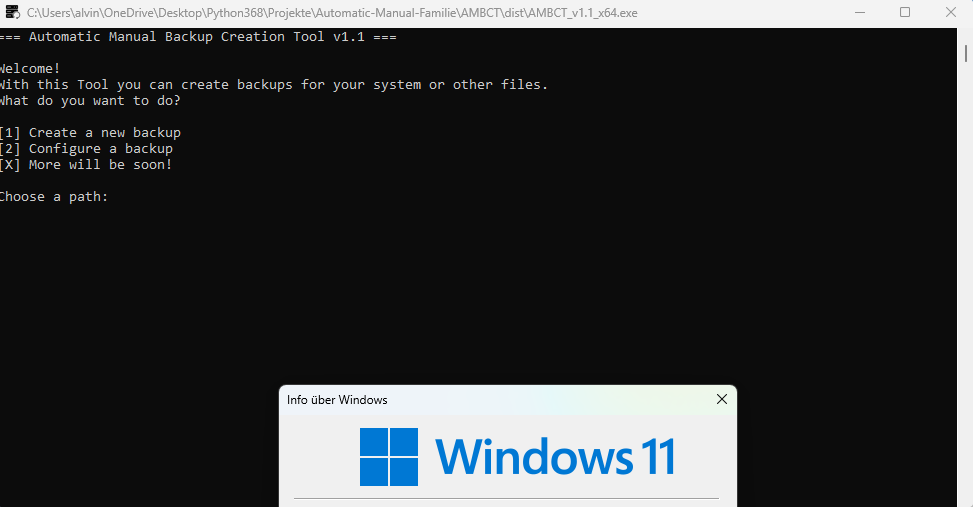 C:\Users\alvin\OneDrive\Desktop\Python368\Projekte\Automatic-Manual-Familie\AMBCT\dist\AMBCT_v1.1_x64.exe
=== Automatic Manual Backup Creation Tool v1.1 ===
Welcome!
With this Tool you can create backups for your system or other files.
What do you want to do?
[1] Create a new backup
[2] Configure a backup
[X] More will be soon!
Choose a path:
Info über Windows
Windows 11